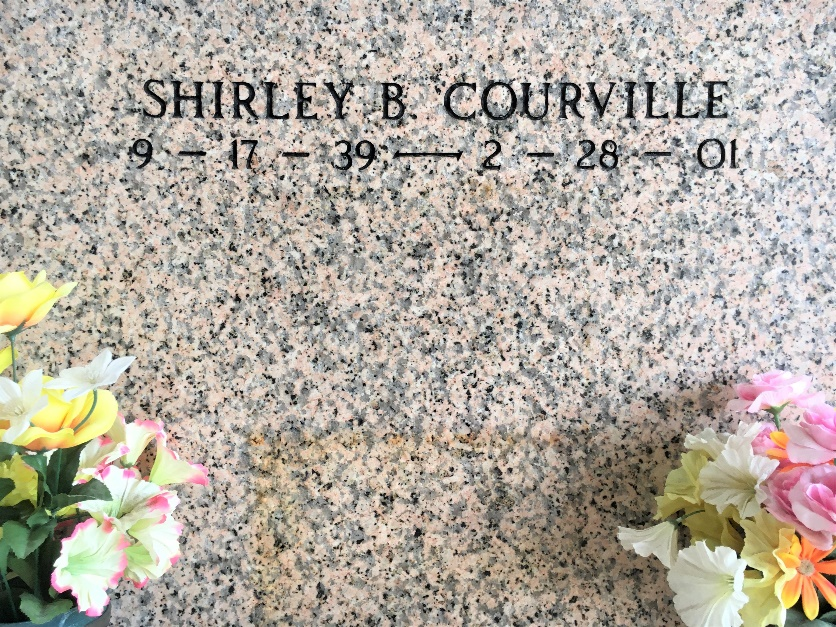 SHIRLEY B. COURVILLE
9 – 17 – 39 — 2 – 28 – 01